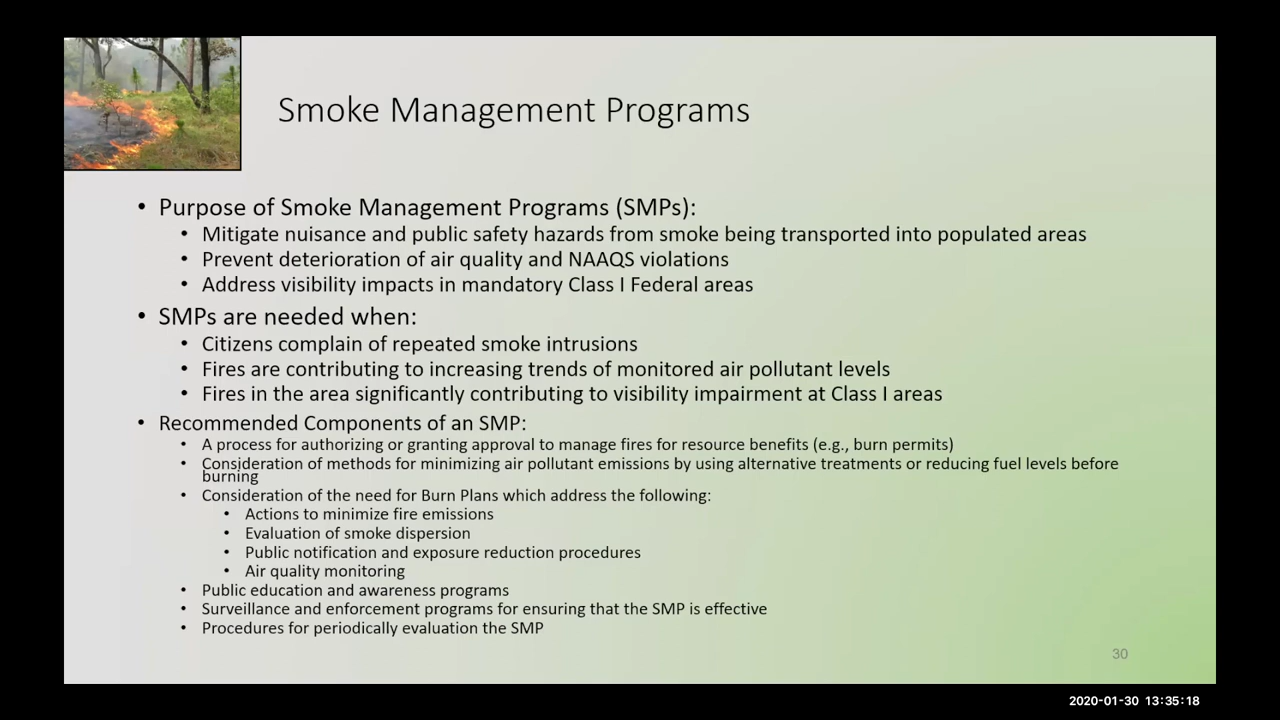 Smoke Management Programs
• Purpose of Smoke Management Programs (SMPs):
• Mitigate nuisance and public safety hazards from smoke being transported into populated areas
• Prevent deterioration of air quality and NAAQS violations
• Address visibility impacts in mandatory Class I Federal areas
• SMPs are needed when:
• Citizens complain of repeated smoke intrusions
• Fires are contributing to increasing trends of monitored air pollutant levels
• Fires in the area significantly contributing to visibility impairment at Class I areas
• Recommended Components of an SMP:
• A process for authorizing or granting approval to manage fires for resource benefits (e.g., burn permits)
• Consideration of methods for minimizing air pollutant emissions by using alternative treatments or reducing fuel levels before
burning
• Consideration of the need for Burn Plans which address the following:
• Actions to minimize fire emissions
• Evaluation of smoke dispersion
• Public notification and exposure reduction procedures
• Air quality monitoring
• Public education and awareness programs
• Surveillance and enforcement programs for ensuring that the SMP is effective
• Procedures for periodically evaluation the SMP
30
2020-01-30 13:35:18